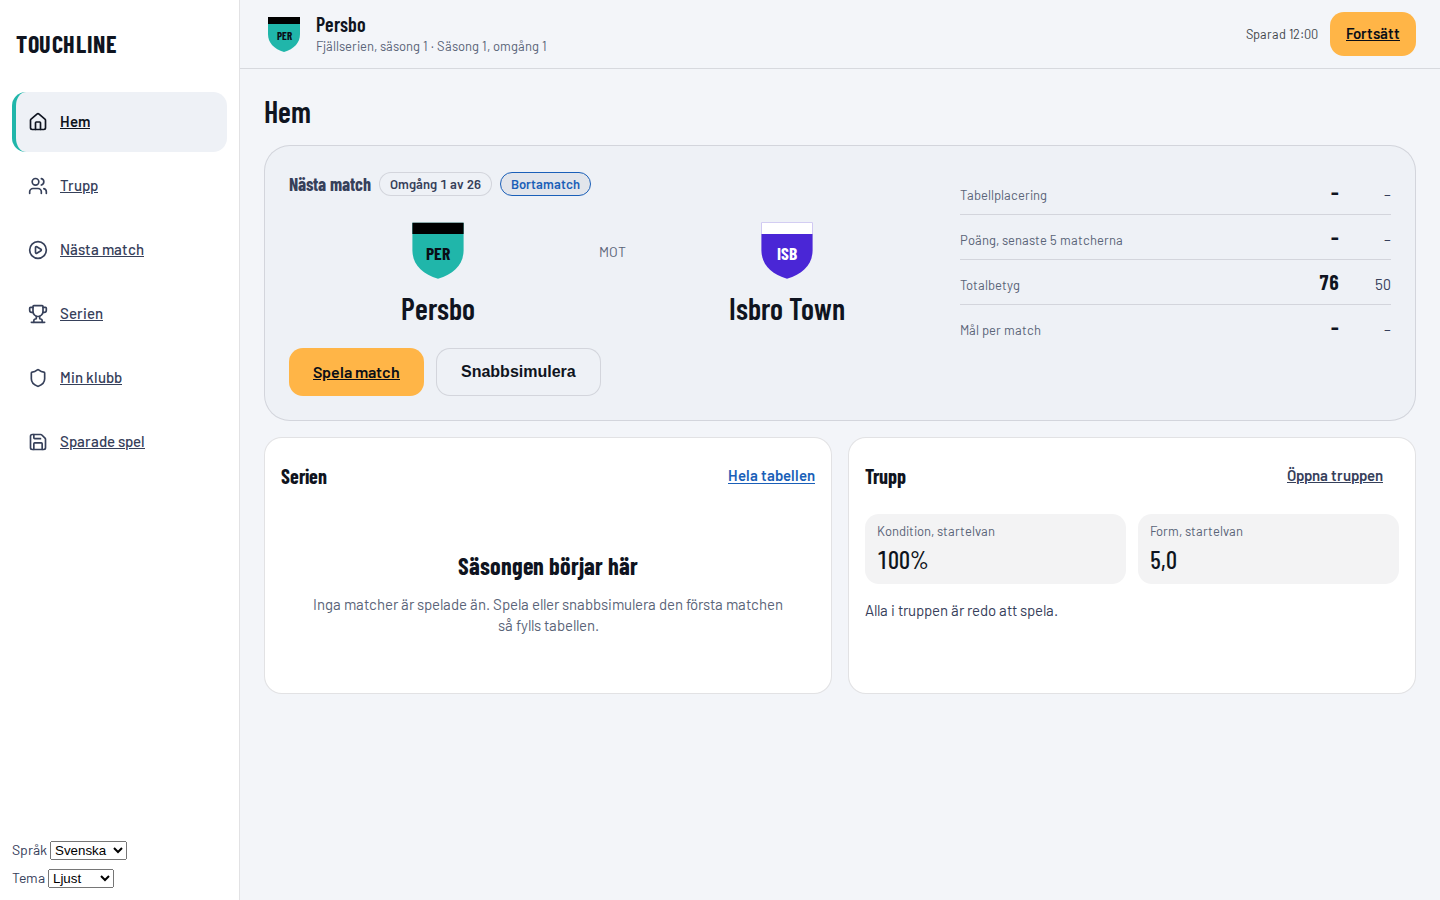 TOUCHLINE
Hem
Trupp
Nästa match
Serien
Min klubb
Sparade spel
Språk Svenska
Tema Ljust
PER
Persbo
Fjällserien, säsong 1 · Säsong 1, omgång 1
Sparad 12:00
Fortsätt
Hem
Nästa match
Omgång 1 av 26
Bortamatch
PER
Persbo
MOT
ISB
Isbro Town
Spela match
Snabbsimulera
Tabellplacering - –
Poäng, senaste 5 matcherna - –
Totalbetyg 76 50
Mål per match - –
Serien
Hela tabellen
Säsongen börjar här
Inga matcher är spelade än. Spela eller snabbsimulera den första matchen
så fylls tabellen.
Trupp
Öppna truppen
Kondition, startelvan
100%
Form, startelvan
5,0
Alla i truppen är redo att spela.